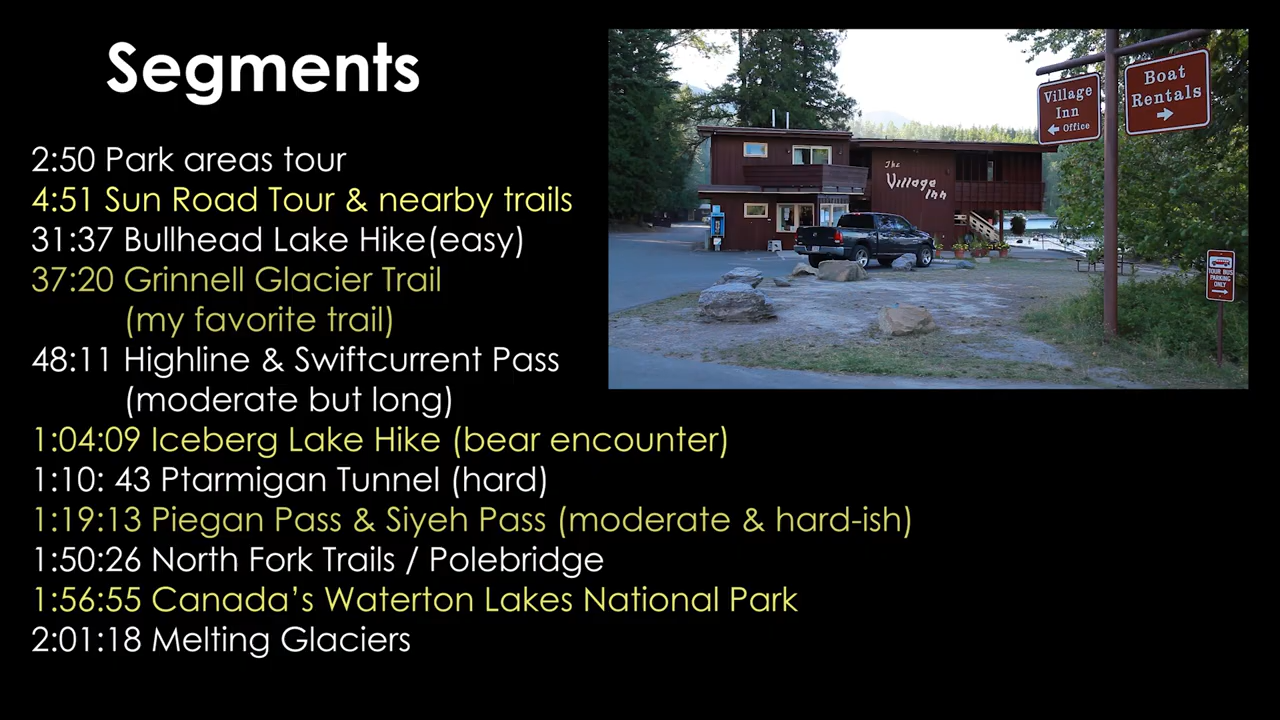 Segments
2:50 Park areas tour
4:51 Sun Road Tour & nearby trails
31:37 Bullhead Lake Hike(easy)
37:20 Grinnell Glacier Trail
(my favorite trail)
48:11 Highline & Swiftcurrent Pass
(moderate but long)
1:04:09 Iceberg Lake Hike (bear encounter)
1:10: 43 Ptarmigan Tunnel (hard)
1:19:13 Piegan Pass & Siyeh Pass (moderate & hard-ish)
1:50:26 North Fork Trails / Polebridge
1:56:55 Canada's Waterton Lakes National Park
2:01:18 Melting Glaciers
The
Village
Inn
Village
Inn
← Office
Boat
Rentals
→
TOUR BUS
PARKING
ONLY
→